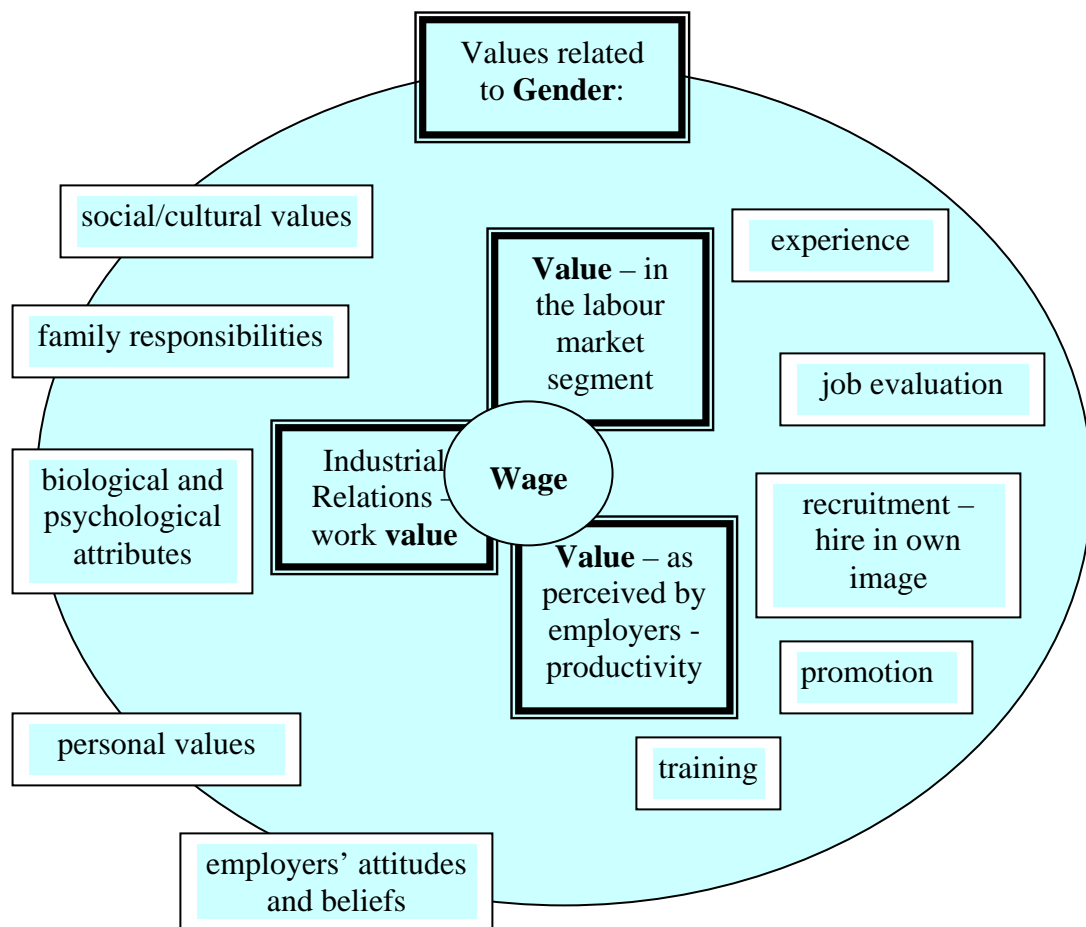 Values related
to Gender:
social/cultural values
experience
Value – in
the labour
market
segment
family responsibilities
job evaluation
Industrial
Relations –
work value
Wage
biological and
psychological
attributes
recruitment –
hire in own
image
Value – as
perceived by
employers -
productivity
promotion
personal values
training
employers’ attitudes
and beliefs